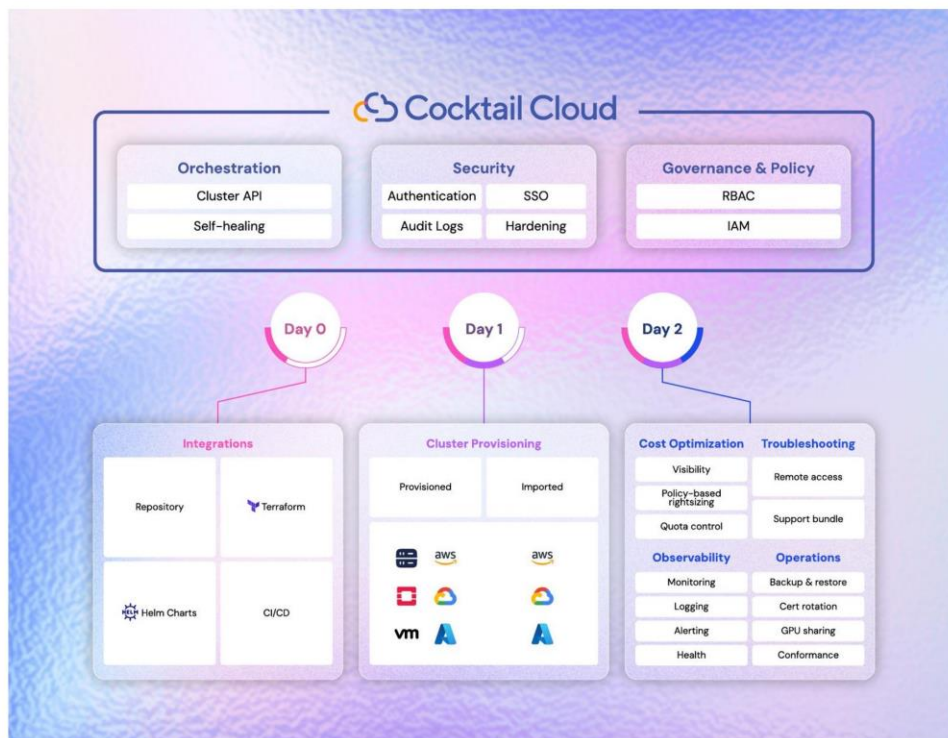 Cocktail Cloud
Orchestration
Cluster API
Self-healing
Security
Authentication SSO
Audit Logs Hardening
Governance & Policy
RBAC
IAM
Day 0
Day 1
Day 2
Integrations
Repository
Terraform
HELM Helm Charts
CI/CD
Cluster Provisioning
Provisioned
Imported
aws
aws
vm
Cost Optimization
Visibility
Policy-based
rightsizing
Quota control
Troubleshooting
Remote access
Support bundle
Observability
Monitoring
Logging
Alerting
Health
Operations
Backup & restore
Cert rotation
GPU sharing
Conformance